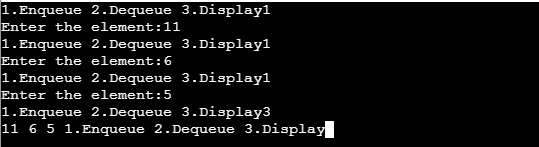 1.Enqueue 2.Dequeue 3.Display1
Enter the element:11
1.Enqueue 2.Dequeue 3.Display1
Enter the element:6
1.Enqueue 2.Dequeue 3.Display1
Enter the element:5
1.Enqueue 2.Dequeue 3.Display3
11 6 5 1.Enqueue 2.Dequeue 3.Display